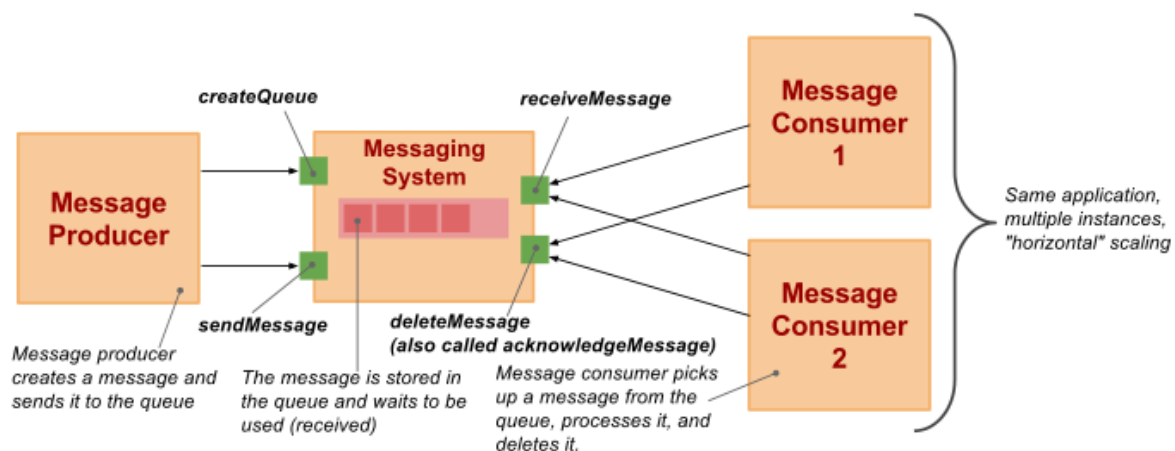 createQueue
receiveMessage
Message
Producer
Messaging
System
Message
Consumer
1
Same application,
multiple instances,
"horizontal" scaling
sendMessage
deleteMessage
(also called acknowledgeMessage)
Message
Consumer
2
Message producer
creates a message and
sends it to the queue
The message is stored in
the queue and waits to be
used (received)
Message consumer picks
up a message from the
queue, processes it, and
deletes it.